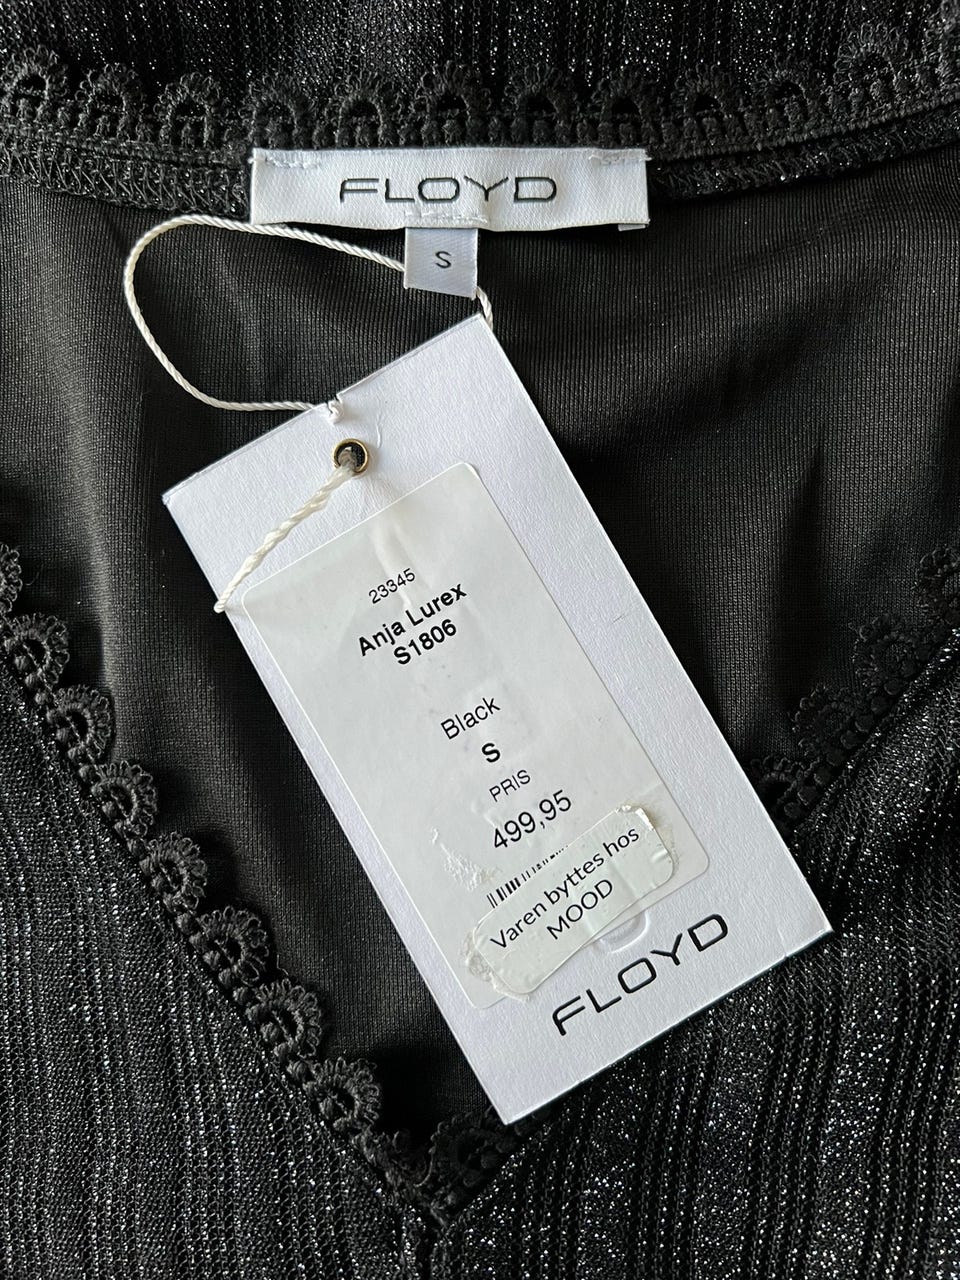 FLOYD
S
23345
Anja Lurex
S1806
Black
S
PRIS
499,95
Varen byttes hos
MOOD
FLOYD